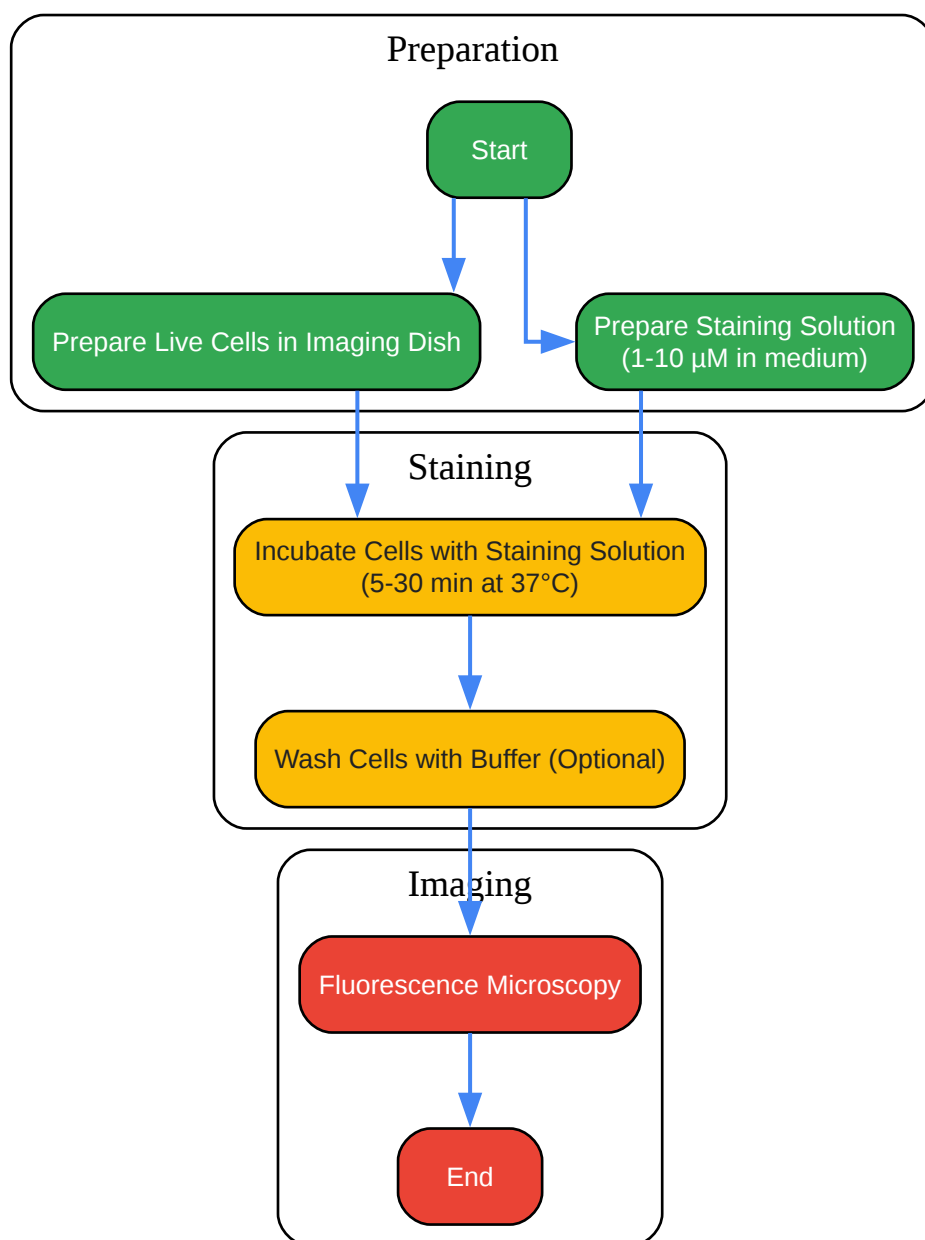 Preparation
Start
Prepare Live Cells in Imaging Dish
Prepare Staining Solution
(1-10 µM in medium)
Staining
Incubate Cells with Staining Solution
(5-30 min at 37°C)
Wash Cells with Buffer (Optional)
Imaging
Fluorescence Microscopy
End